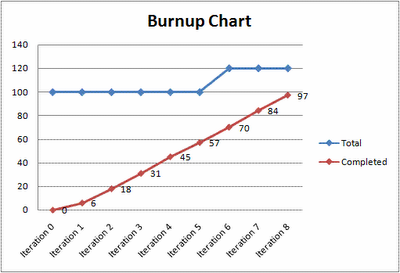 Burnup Chart
140
120
100
80
60
40
20
0
0
6
18
31
45
57
70
84
97
Iteration 0
Iteration 1
Iteration 2
Iteration 3
Iteration 4
Iteration 5
Iteration 6
Iteration 7
Iteration 8
Total
Completed